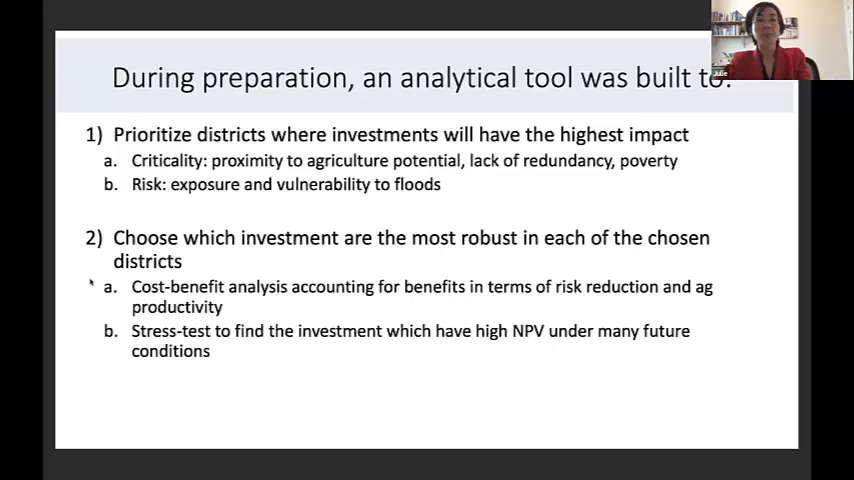 During preparation, an analytical tool was built to:
1) Prioritize districts where investments will have the highest impact
a. Criticality: proximity to agriculture potential, lack of redundancy, poverty
b. Risk: exposure and vulnerability to floods
2) Choose which investment are the most robust in each of the chosen
districts
a. Cost-benefit analysis accounting for benefits in terms of risk reduction and ag
productivity
b. Stress-test to find the investment which have high NPV under many future
conditions
Julie